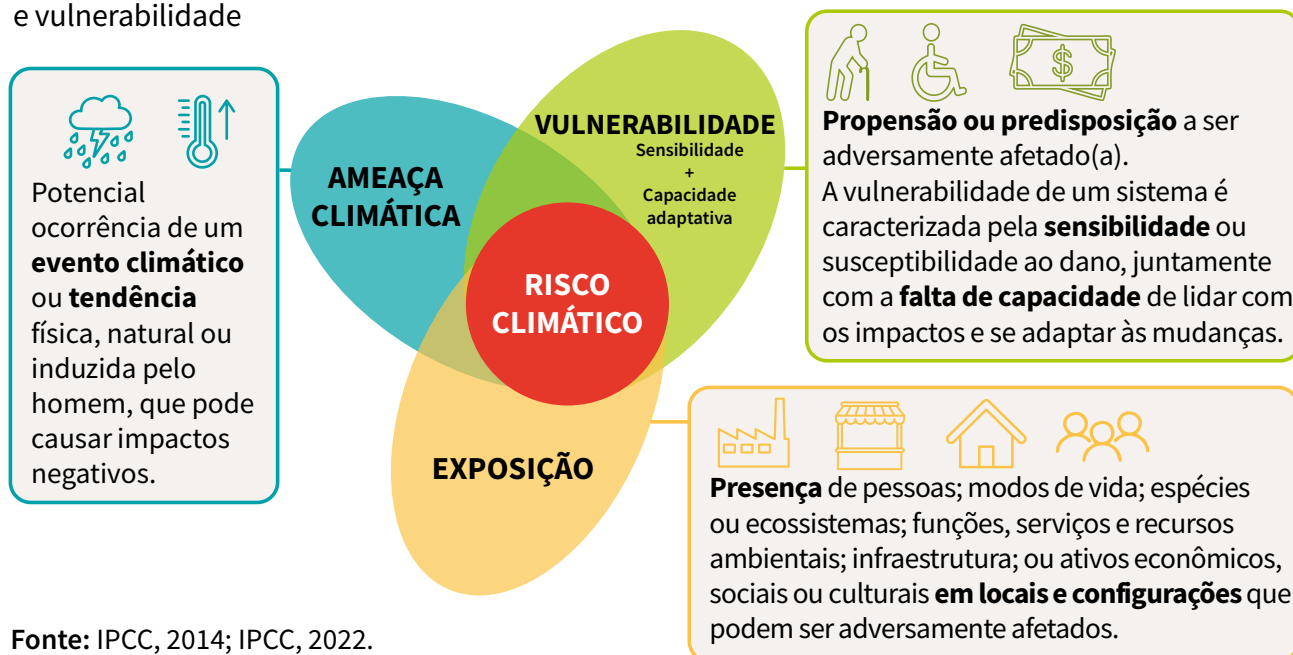 e vulnerabilidade
Potencial
ocorrência de um
evento climático
ou tendência
física, natural ou
induzida pelo
homem, que pode
causar impactos
negativos.
AMEAÇA
CLIMÁTICA
VULNERABILIDADE
Sensibilidade
+
Capacidade
adaptativa
RISCO
CLIMÁTICO
EXPOSIÇÃO
$
Propensão ou predisposição a ser
adversamente afetado(a).
A vulnerabilidade de um sistema é
caracterizada pela sensibilidade ou
susceptibilidade ao dano, juntamente
com a falta de capacidade de lidar com
os impactos e se adaptar às mudanças.
Presença de pessoas; modos de vida; espécies
ou ecossistemas; funções, serviços e recursos
ambientais; infraestrutura; ou ativos econômicos,
sociais ou culturais em locais e configurações que
podem ser adversamente afetados.
Fonte: IPCC, 2014; IPCC, 2022.